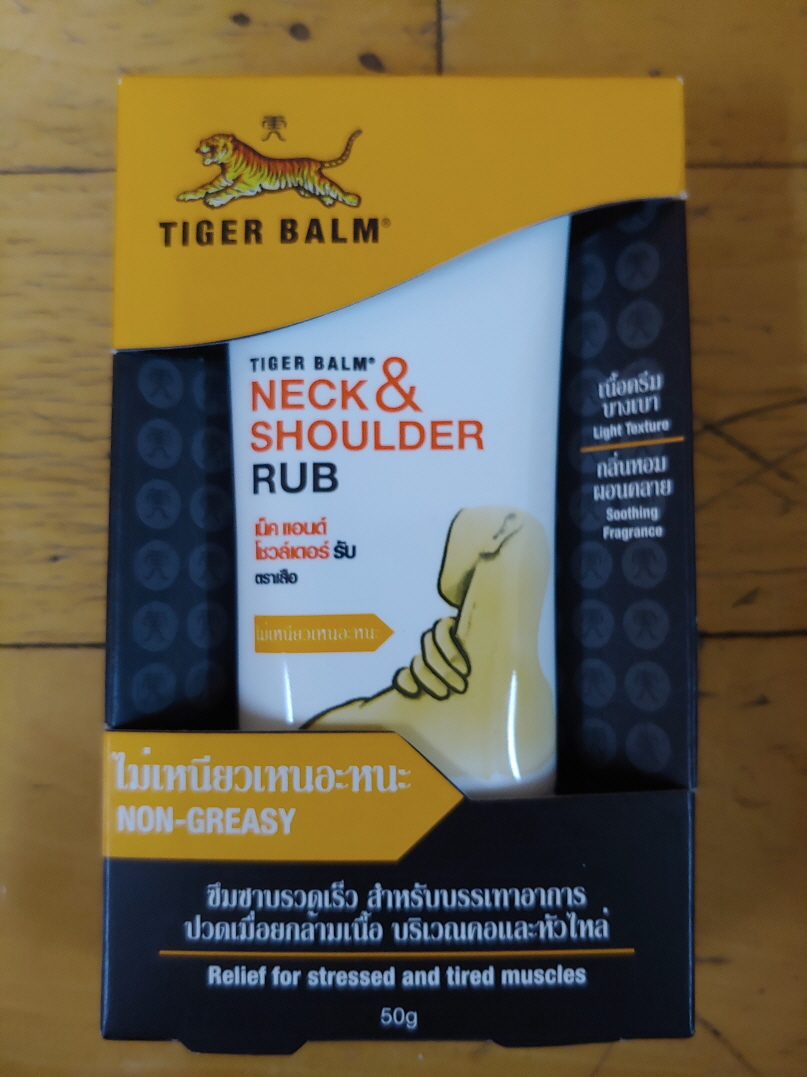 TIGER BALM®
TIGER BALM®
NECK &
SHOULDER
RUB
เน็ค แอนด์
โชวล์เดอร์ รับ
ตราเสือ
ไม่เหนียวเหนอะหนะ
เนื้อครีม
บางเบา
Light Texture
กลิ่นหอม
ผ่อนคลาย
Soothing
Fragrance
ไม่เหนียวเหนอะหนะ
NON-GREASY
ซึมซาบรวดเร็ว สำหรับบรรเทาอาการ
ปวดเมื่อยกล้ามเนื้อ บริเวณคอและหัวไหล่
Relief for stressed and tired muscles
50g